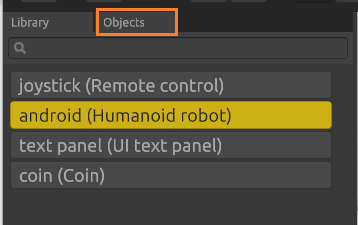 Library Objects
joystick (Remote control)
android (Humanoid robot)
text panel (UI text panel)
coin (Coin)